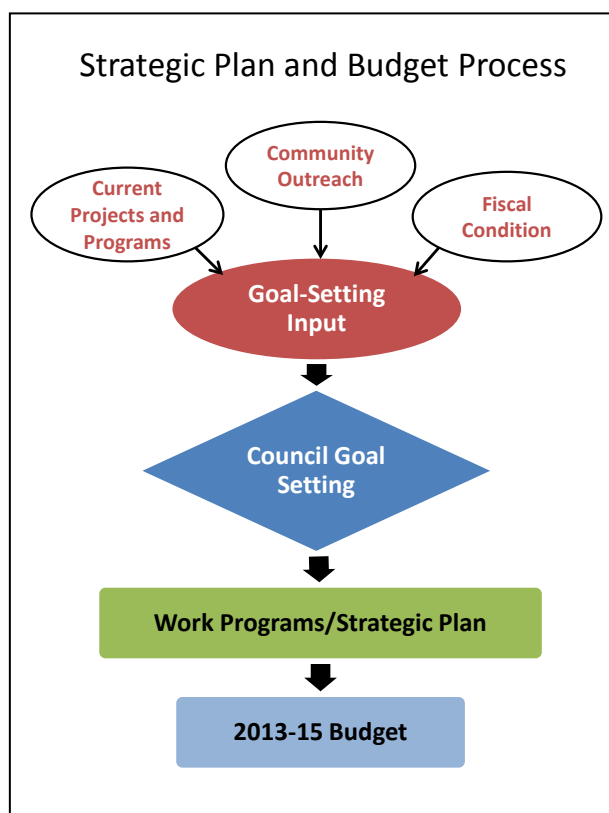 Strategic Plan and Budget Process
Community
Outreach
Current
Projects and
Programs
Fiscal
Condition
Goal-Setting
Input
Council Goal
Setting
Work Programs/Strategic Plan
2013-15 Budget